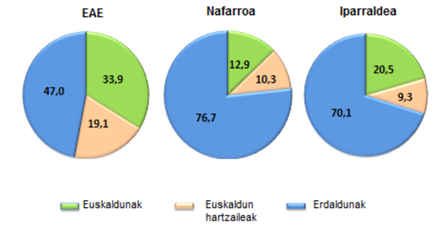 EAE
Nafarroa
Iparraldea
33,9
19,1
47,0
12,9
10,3
76,7
20,5
9,3
70,1
Euskaldunak
Euskaldun
hartzaileak
Erdaldunak